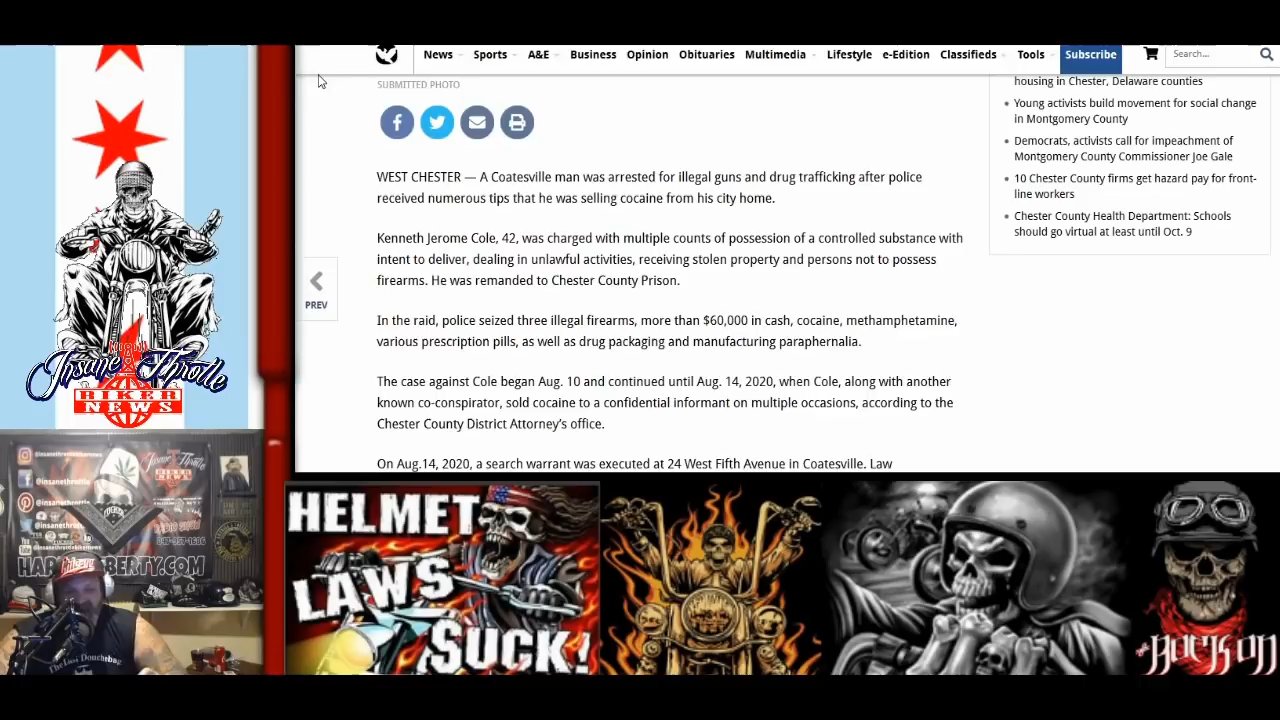 News Sports A&E Business Opinion Obituaries Multimedia Lifestyle e-Edition Classifieds Tools Subscribe Search...
SUBMITTED PHOTO
WEST CHESTER — A Coatesville man was arrested for illegal guns and drug trafficking after police
received numerous tips that he was selling cocaine from his city home.
Kenneth Jerome Cole, 42, was charged with multiple counts of possession of a controlled substance with
intent to deliver, dealing in unlawful activities, receiving stolen property and persons not to possess
firearms. He was remanded to Chester County Prison.
In the raid, police seized three illegal firearms, more than $60,000 in cash, cocaine, methamphetamine,
various prescription pills, as well as drug packaging and manufacturing paraphernalia.
The case against Cole began Aug. 10 and continued until Aug. 14, 2020, when Cole, along with another
known co-conspirator, sold cocaine to a confidential informant on multiple occasions, according to the
Chester County District Attorney's office.
On Aug.14, 2020, a search warrant was executed at 24 West Fifth Avenue in Coatesville. Law
PREV
housing in Chester, Delaware counties
Young activists build movement for social change
in Montgomery County
Democrats, activists call for impeachment of
Montgomery County Commissioner Joe Gale
10 Chester County firms get hazard pay for front-
line workers
Chester County Health Department: Schools
should go virtual at least until Oct. 9
Insane Throttle
BIKER
NEWS
@insanethrottlebikernews
@insanethrottle
The Last Douchebag
HELMET
LAWS
SUCK!
ROCK ON